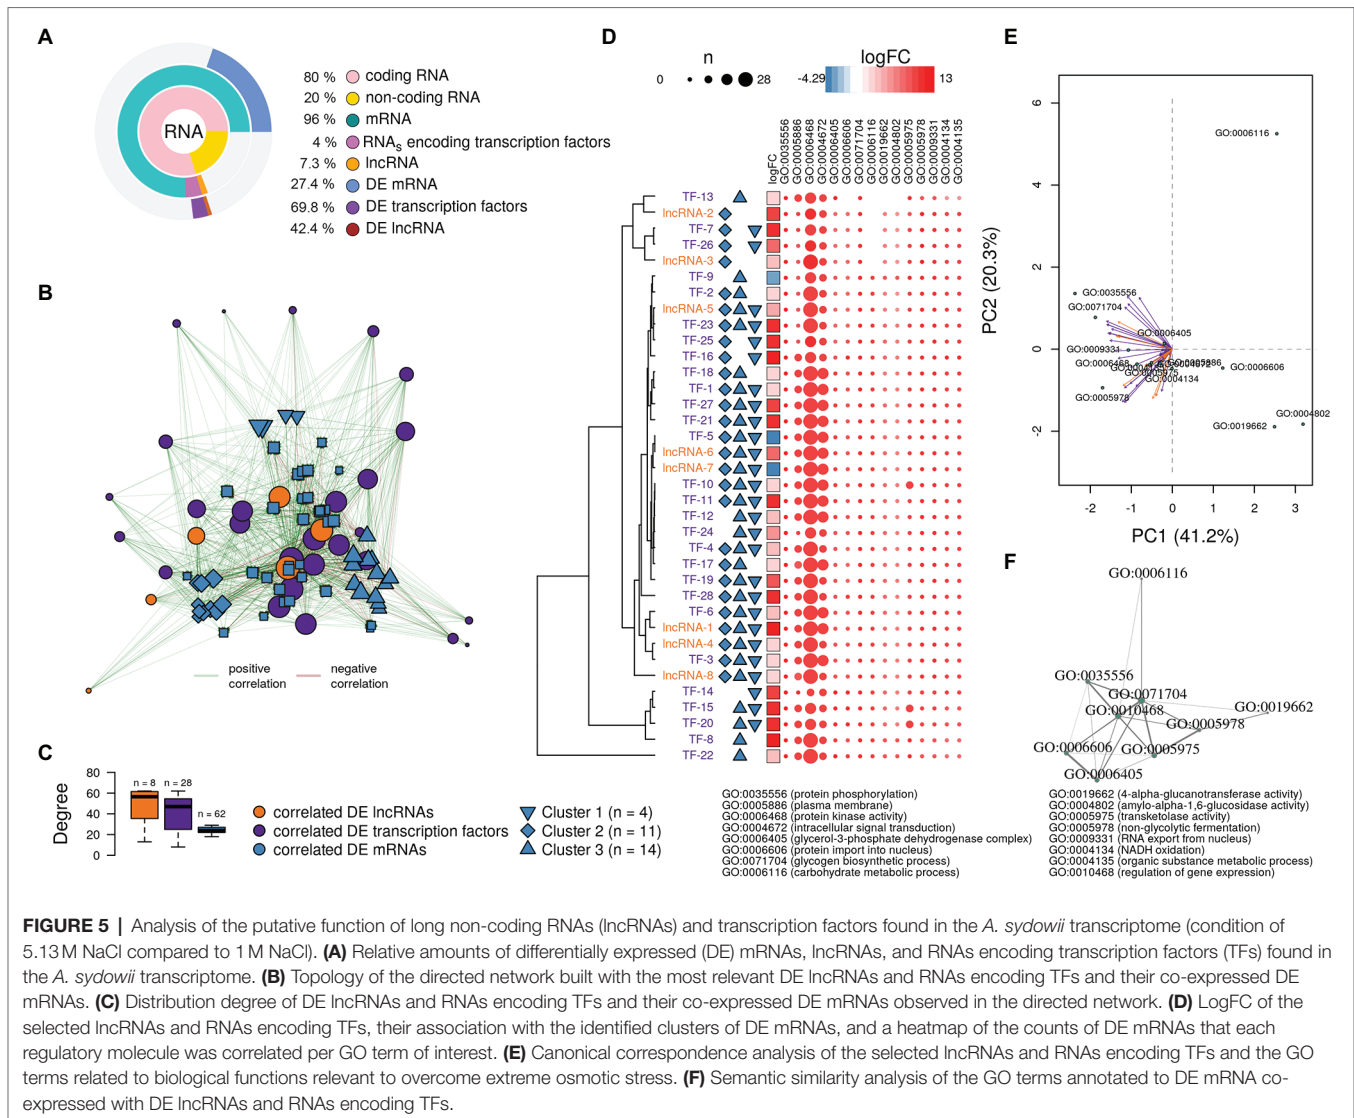 A
RNA
80 % coding RNA
20 % non-coding RNA
96 % mRNA
4 % RNAs encoding transcription factors
7.3 % lncRNA
27.4 % DE mRNA
69.8 % DE transcription factors
42.4 % DE lncRNA
B
positive correlation
negative correlation
C
Degree
80
60
40
20
0
n = 8
n = 28
n = 62
correlated DE lncRNAs
correlated DE transcription factors
correlated DE mRNAs
Cluster 1 (n = 4)
Cluster 2 (n = 11)
Cluster 3 (n = 14)
D
n
0 28
logFC
-4.29 13
logFC
GO:0035556
GO:0005886
GO:0006468
GO:0004672
GO:0006405
GO:0006606
GO:0071704
GO:0006116
GO:0019662
GO:0004802
GO:0005975
GO:0005978
GO:0009331
GO:0004134
GO:0004135
TF-13
lncRNA-2
TF-7
TF-26
lncRNA-3
TF-9
TF-2
lncRNA-5
TF-23
TF-25
TF-16
TF-18
TF-1
TF-27
TF-21
TF-5
lncRNA-6
lncRNA-7
TF-10
TF-11
TF-12
TF-24
TF-4
TF-17
TF-19
TF-28
TF-6
lncRNA-1
lncRNA-4
TF-3
lncRNA-8
TF-14
TF-15
TF-20
TF-8
TF-22
GO:0035556 (protein phosphorylation)
GO:0005886 (plasma membrane)
GO:0006468 (protein kinase activity)
GO:0004672 (intracellular signal transduction)
GO:0006405 (glycerol-3-phosphate dehydrogenase complex)
GO:0006606 (protein import into nucleus)
GO:0071704 (glycogen biosynthetic process)
GO:0006116 (carbohydrate metabolic process)
E
PC2 (20.3%)
6
4
2
0
-2
GO:0006116
GO:0035556
GO:0071704
GO:0006405
GO:0009331
GO:0006468
GO:0005975
GO:0004134
GO:0005978
GO:0006606
GO:0004802
GO:0019662
-2 -1 0 1 2 3
PC1 (41.2%)
F
GO:0006116
GO:0035556
GO:0071704
GO:0010468
GO:0019662
GO:0005978
GO:0006606
GO:0005975
GO:0006405
GO:0019662 (4-alpha-glucanotransferase activity)
GO:0004802 (amylo-alpha-1,6-glucosidase activity)
GO:0005975 (transketolase activity)
GO:0005978 (non-glycolytic fermentation)
GO:0009331 (RNA export from nucleus)
GO:0004134 (NADH oxidation)
GO:0004135 (organic substance metabolic process)
GO:0010468 (regulation of gene expression)
FIGURE 5 | Analysis of the putative function of long non-coding RNAs (lncRNAs) and transcription factors found in the A. sydowii transcriptome (condition of
5.13 M NaCl compared to 1 M NaCl). (A) Relative amounts of differentially expressed (DE) mRNAs, lncRNAs, and RNAs encoding transcription factors (TFs) found in
the A. sydowii transcriptome. (B) Topology of the directed network built with the most relevant DE lncRNAs and RNAs encoding TFs and their co-expressed DE
mRNAs. (C) Distribution degree of DE lncRNAs and RNAs encoding TFs and their co-expressed DE mRNAs observed in the directed network. (D) LogFC of the
selected lncRNAs and RNAs encoding TFs, their association with the identified clusters of DE mRNAs, and a heatmap of the counts of DE mRNAs that each
regulatory molecule was correlated per GO term of interest. (E) Canonical correspondence analysis of the selected lncRNAs and RNAs encoding TFs and the GO
terms related to biological functions relevant to overcome extreme osmotic stress. (F) Semantic similarity analysis of the GO terms annotated to DE mRNA co-
expressed with DE lncRNAs and RNAs encoding TFs.